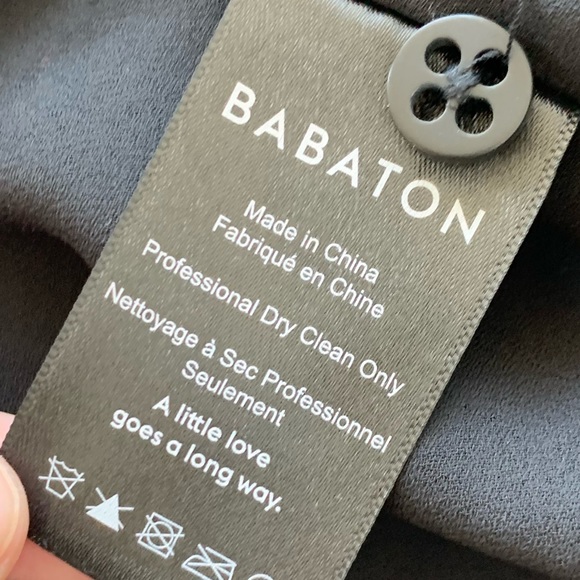 BABATON
Made in China
Fabriqué en Chine
Professional Dry Clean Only
Nettoyage à Sec Professionnel
Seulement
A little love
goes a long way.